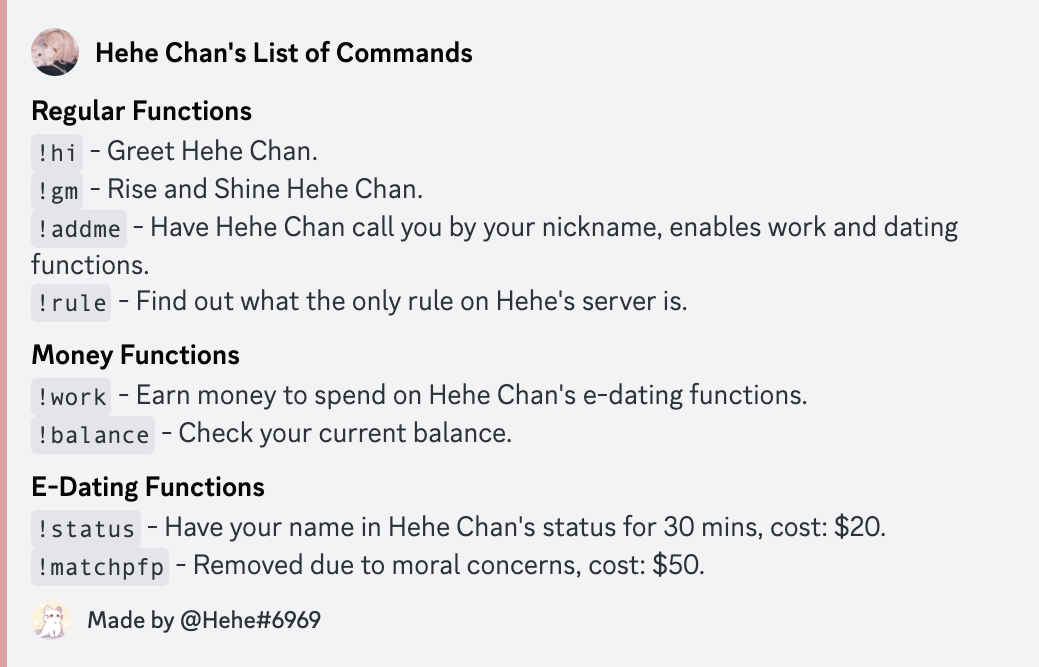 Hehe Chan's List of Commands
Regular Functions
!hi - Greet Hehe Chan.
!gm - Rise and Shine Hehe Chan.
!addme - Have Hehe Chan call you by your nickname, enables work and dating
functions.
!rule - Find out what the only rule on Hehe's server is.
Money Functions
!work - Earn money to spend on Hehe Chan's e-dating functions.
!balance - Check your current balance.
E-Dating Functions
!status - Have your name in Hehe Chan's status for 30 mins, cost: $20.
!matchpfp - Removed due to moral concerns, cost: $50.
Made by @Hehe#6969